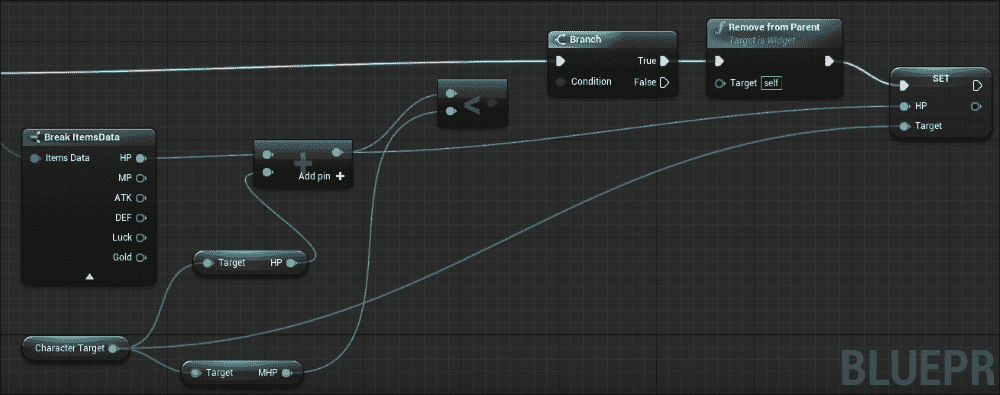 Branch
True
Condition
False
Remove from Parent
Target is Widget
Target
self
SET
HP
Target
Break ItemsData
Items Data
HP
MP
ATK
DEF
Luck
Gold
+
Add pin +
<
Target
HP
Character Target
Target
MHP
BLUEPR